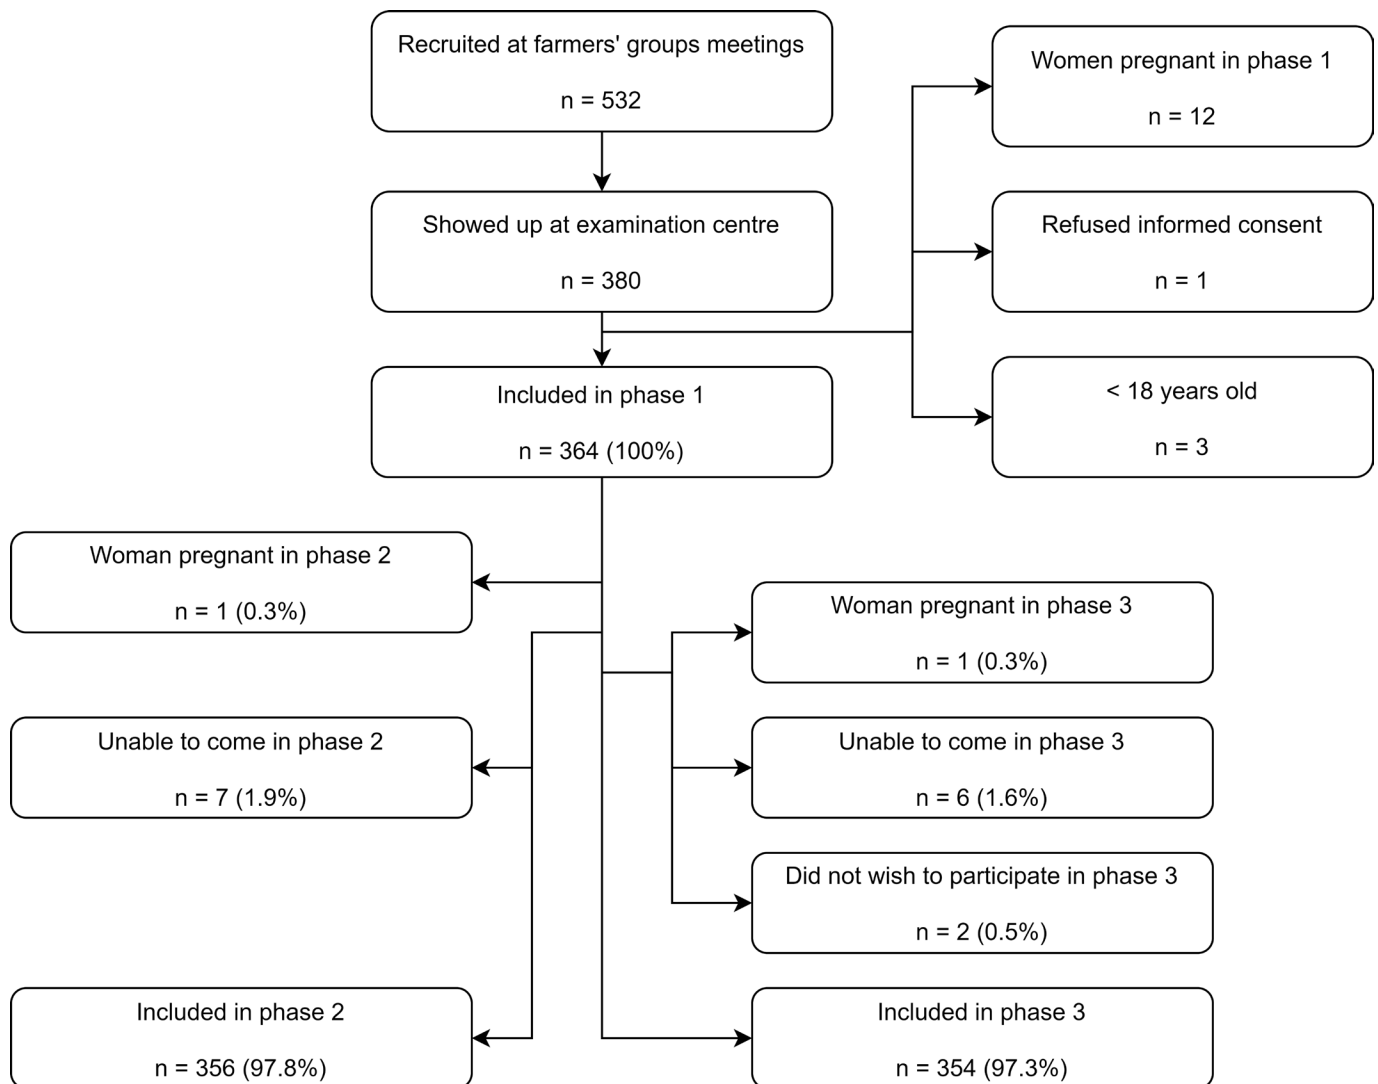 Recruited at farmers' groups meetings
n = 532
Women pregnant in phase 1
n = 12
Showed up at examination centre
n = 380
Refused informed consent
n = 1
Included in phase 1
n = 364 (100%)
< 18 years old
n = 3
Woman pregnant in phase 2
n = 1 (0.3%)
Woman pregnant in phase 3
n = 1 (0.3%)
Unable to come in phase 2
n = 7 (1.9%)
Unable to come in phase 3
n = 6 (1.6%)
Did not wish to participate in phase 3
n = 2 (0.5%)
Included in phase 2
n = 356 (97.8%)
Included in phase 3
n = 354 (97.3%)